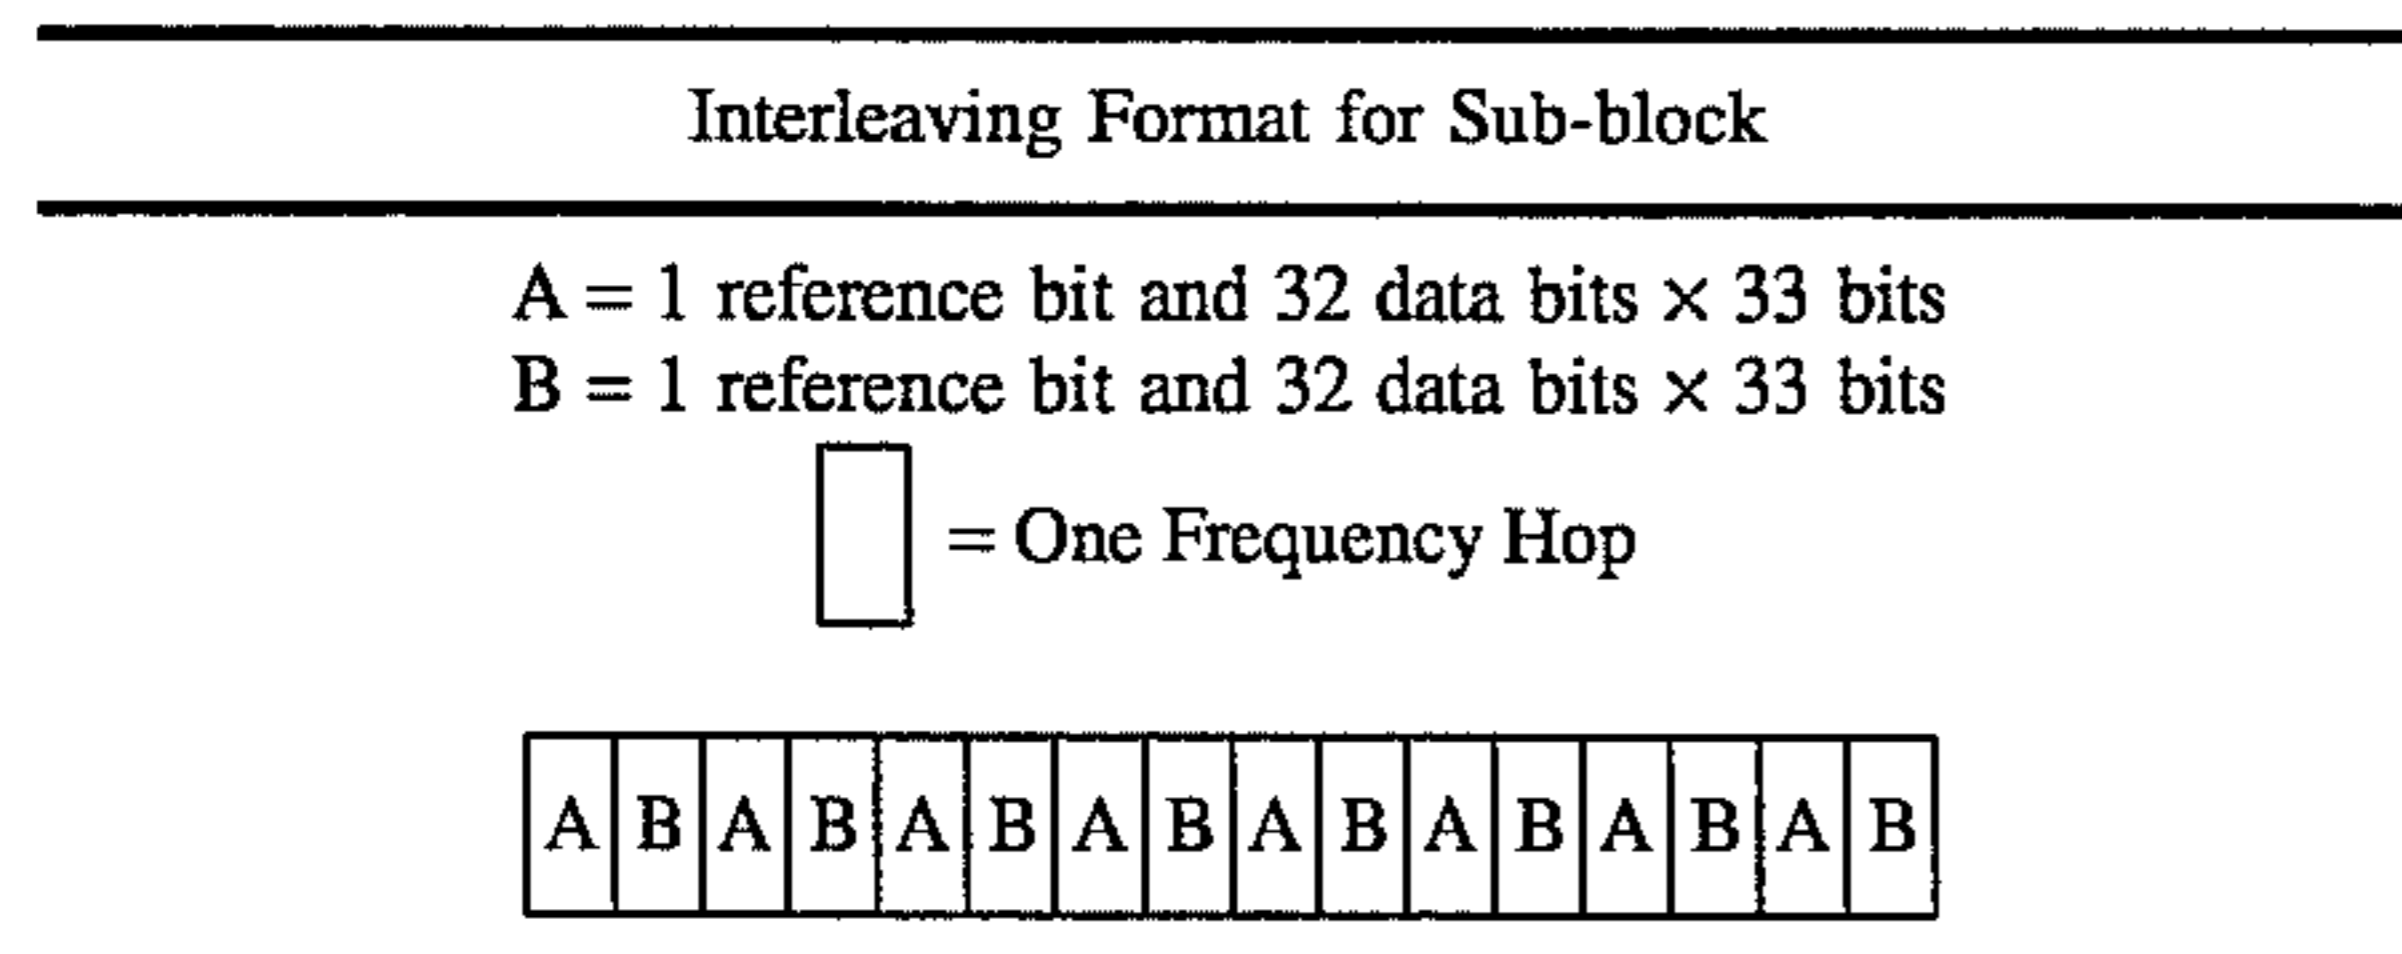 Interleaving Format for Sub-block
A = 1 reference bit and 32 data bits × 33 bits
B = 1 reference bit and 32 data bits × 33 bits
= One Frequency Hop
A B A B A B A B A B A B A B A B